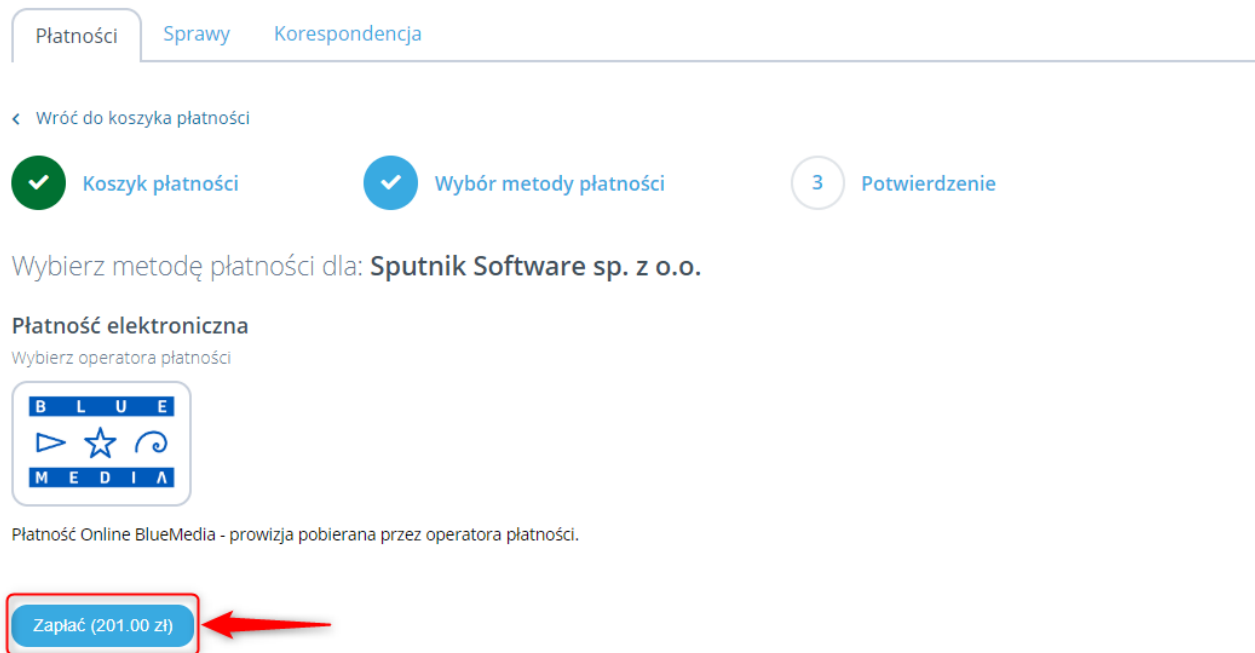 Płatności Sprawy Korespondencja
Wróć do koszyka płatności
Koszyk płatności Wybór metody płatności 3 Potwierdzenie
Wybierz metodę płatności dla: Sputnik Software sp. z o.o.
Płatność elektroniczna
Wybierz operatora płatności
BLUE
MEDIA
Płatność Online BlueMedia - prowizja pobierana przez operatora płatności.
Zapłać (201.00 zł)